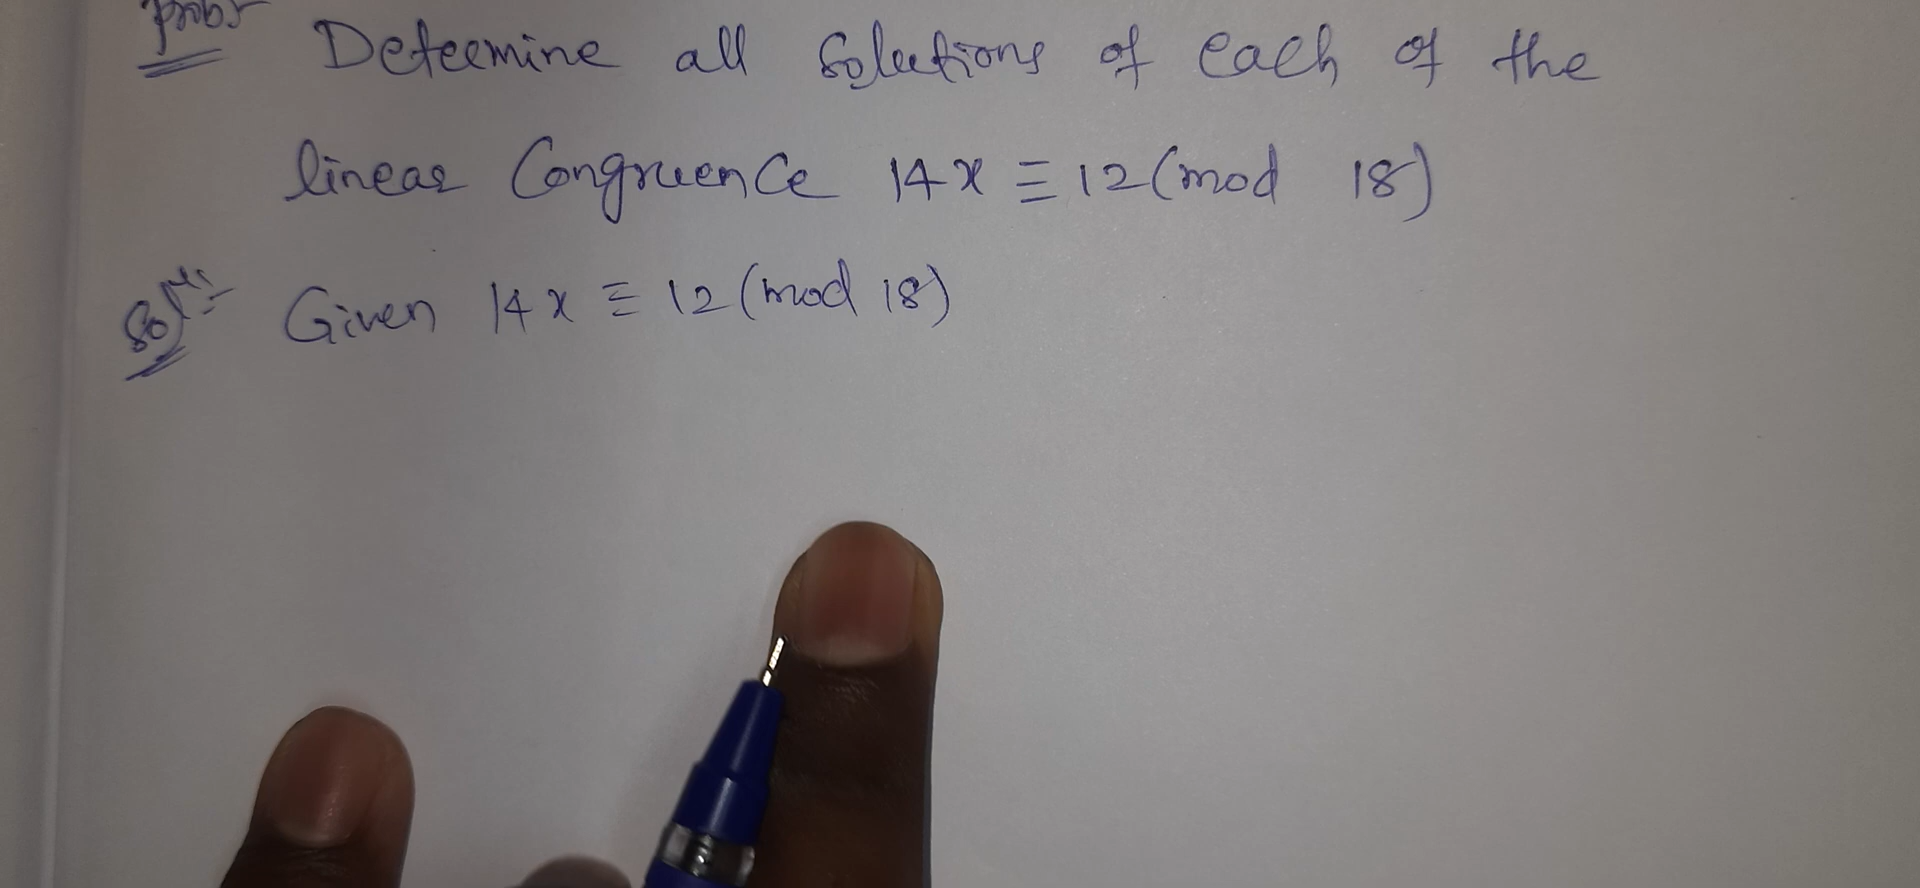 Prob:-
Determine all Solutions of each of the
linear Congruence 14x ≡ 12 (mod 18)
Solⁿ:- Given 14x ≡ 12 (mod 18)